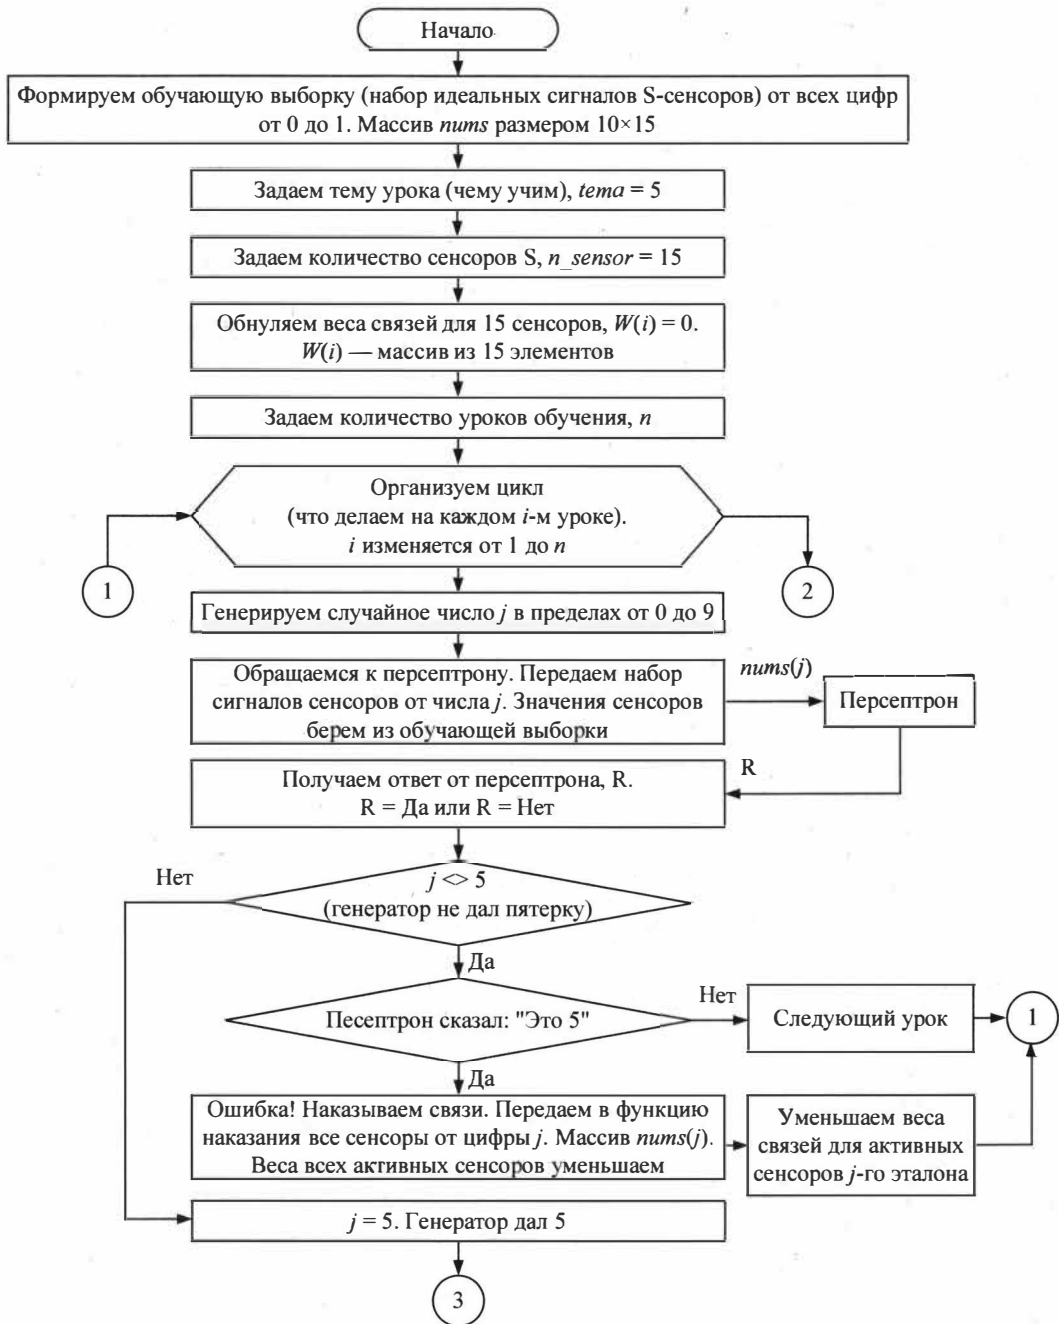 Начало
Формируем обучающую выборку (набор идеальных сигналов S-сенсоров) от всех цифр
от 0 до 1. Массив nums размером 10×15
Задаем тему урока (чему учим), tema = 5
Задаем количество сенсоров S, n_sensor = 15
Обнуляем веса связей для 15 сенсоров, W(i) = 0.
W(i) — массив из 15 элементов
Задаем количество уроков обучения, n
Организуем цикл
(что делаем на каждом i-м уроке).
i изменяется от 1 до n
1
2
Генерируем случайное число j в пределах от 0 до 9
Обращаемся к персептрону. Передаем набор
сигналов сенсоров от числа j. Значения сенсоров
берем из обучающей выборки
nums(j)
Персептрон
R
Получаем ответ от персептрона, R.
R = Да или R = Нет
Нет
j <> 5
(генератор не дал пятерку)
Да
Песептрон сказал: "Это 5"
Нет
Следующий урок
1
Да
Ошибка! Наказываем связи. Передаем в функцию
наказания все сенсоры от цифры j. Массив nums(j).
Веса всех активных сенсоров уменьшаем
Уменьшаем веса
связей для активных
сенсоров j-го эталона
j = 5. Генератор дал 5
3